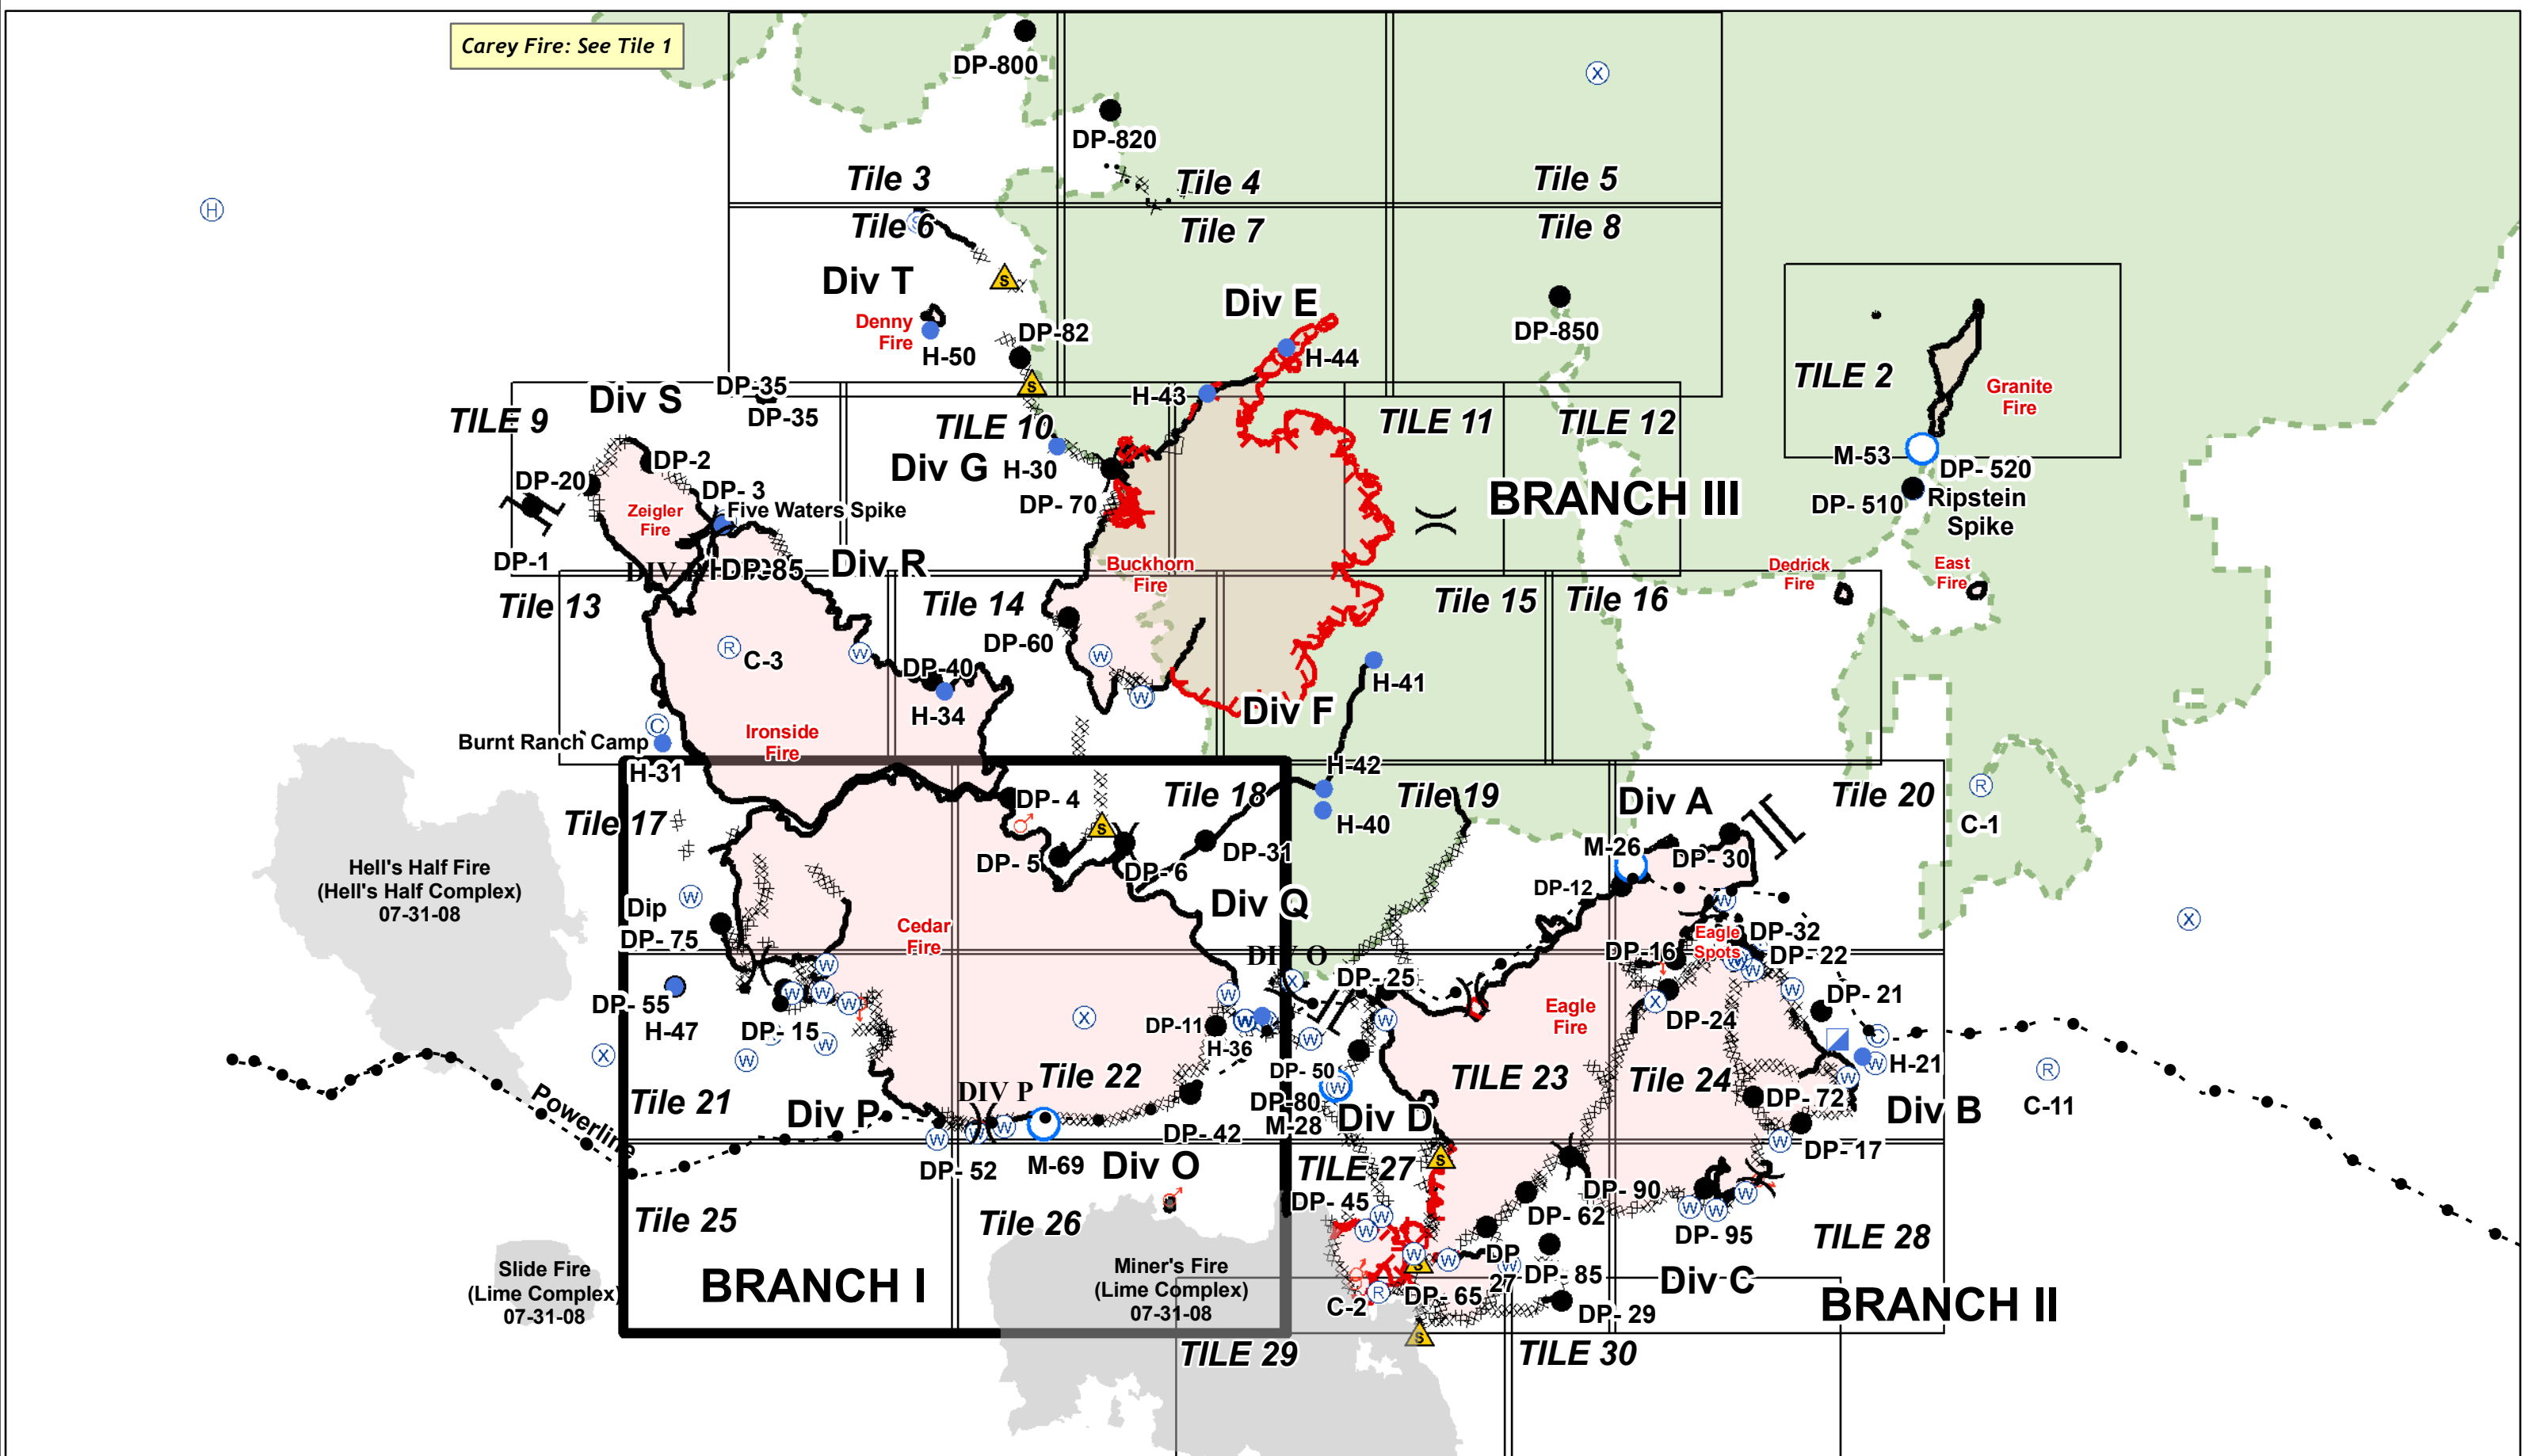 Carey Fire: See Tile 1
DP-800
X
DP-820
Tile 3
Tile 4
Tile 5
H
Tile 6
Tile 7
Tile 8
S
Div T
Div E
Denny
Fire
DP-82
H-50
H-44
DP-850
TILE 2
Granite
Fire
S
DP-35
DP-35
Div S
H-43
TILE 9
TILE 10
TILE 11
TILE 12
Div G
H-30
M-53
DP-2
DP-20
DP- 3
DP- 520
DP- 70
BRANCH III
DP- 510
Ripstein
Spike
Zeigler
Fire
Five Waters Spike
DP-1
DP-85
Div R
Buckhorn
Fire
Dedrick
Fire
East
Fire
Tile 13
Tile 14
Tile 15
Tile 16
DP-60
R
C-3
W
W
W
DP-40
H-34
H-41
Div F
C
Burnt Ranch Camp
Ironside
Fire
H-31
H-42
DP- 4
Tile 18
Tile 19
Div A
Tile 20
R
C-1
Tile 17
S
H-40
Hell's Half Fire
(Hell's Half Complex)
07-31-08
DP- 5
DP- 6
DP-31
M-26
DP- 30
DP-12
W
W
Dip
DP- 75
Cedar
Fire
Div Q
X
DIV O
DP-16
Eagle
Spots
DP-32
DP- 22
X
DP- 25
W
W
W
W
W
W
W
W
DP- 55
H-47
DP- 15
X
DP-11
H-36
W
W
W
Eagle
Fire
X
DP-24
DP- 21
C
W
H-21
X
W
W
Powerline
Tile 21
Tile 22
DIV P
Div P
DP- 50
W
DP-80
M-28
Div D
TILE 23
Tile 24
DP- 72
W
Div B
R
C-11
DP- 42
W
W
W
DP- 52
M-69
Div O
W
DP- 17
TILE 27
S
Tile 25
Tile 26
DP- 45
W
W
DP- 90
DP- 62
W
W
W
DP- 95
TILE 28
Slide Fire
(Lime Complex)
07-31-08
BRANCH I
Miner's Fire
(Lime Complex)
07-31-08
W
S
W
DP
27
W
DP- 85
Div C
C-2
R
DP- 65
DP- 29
BRANCH II
S
TILE 29
TILE 30